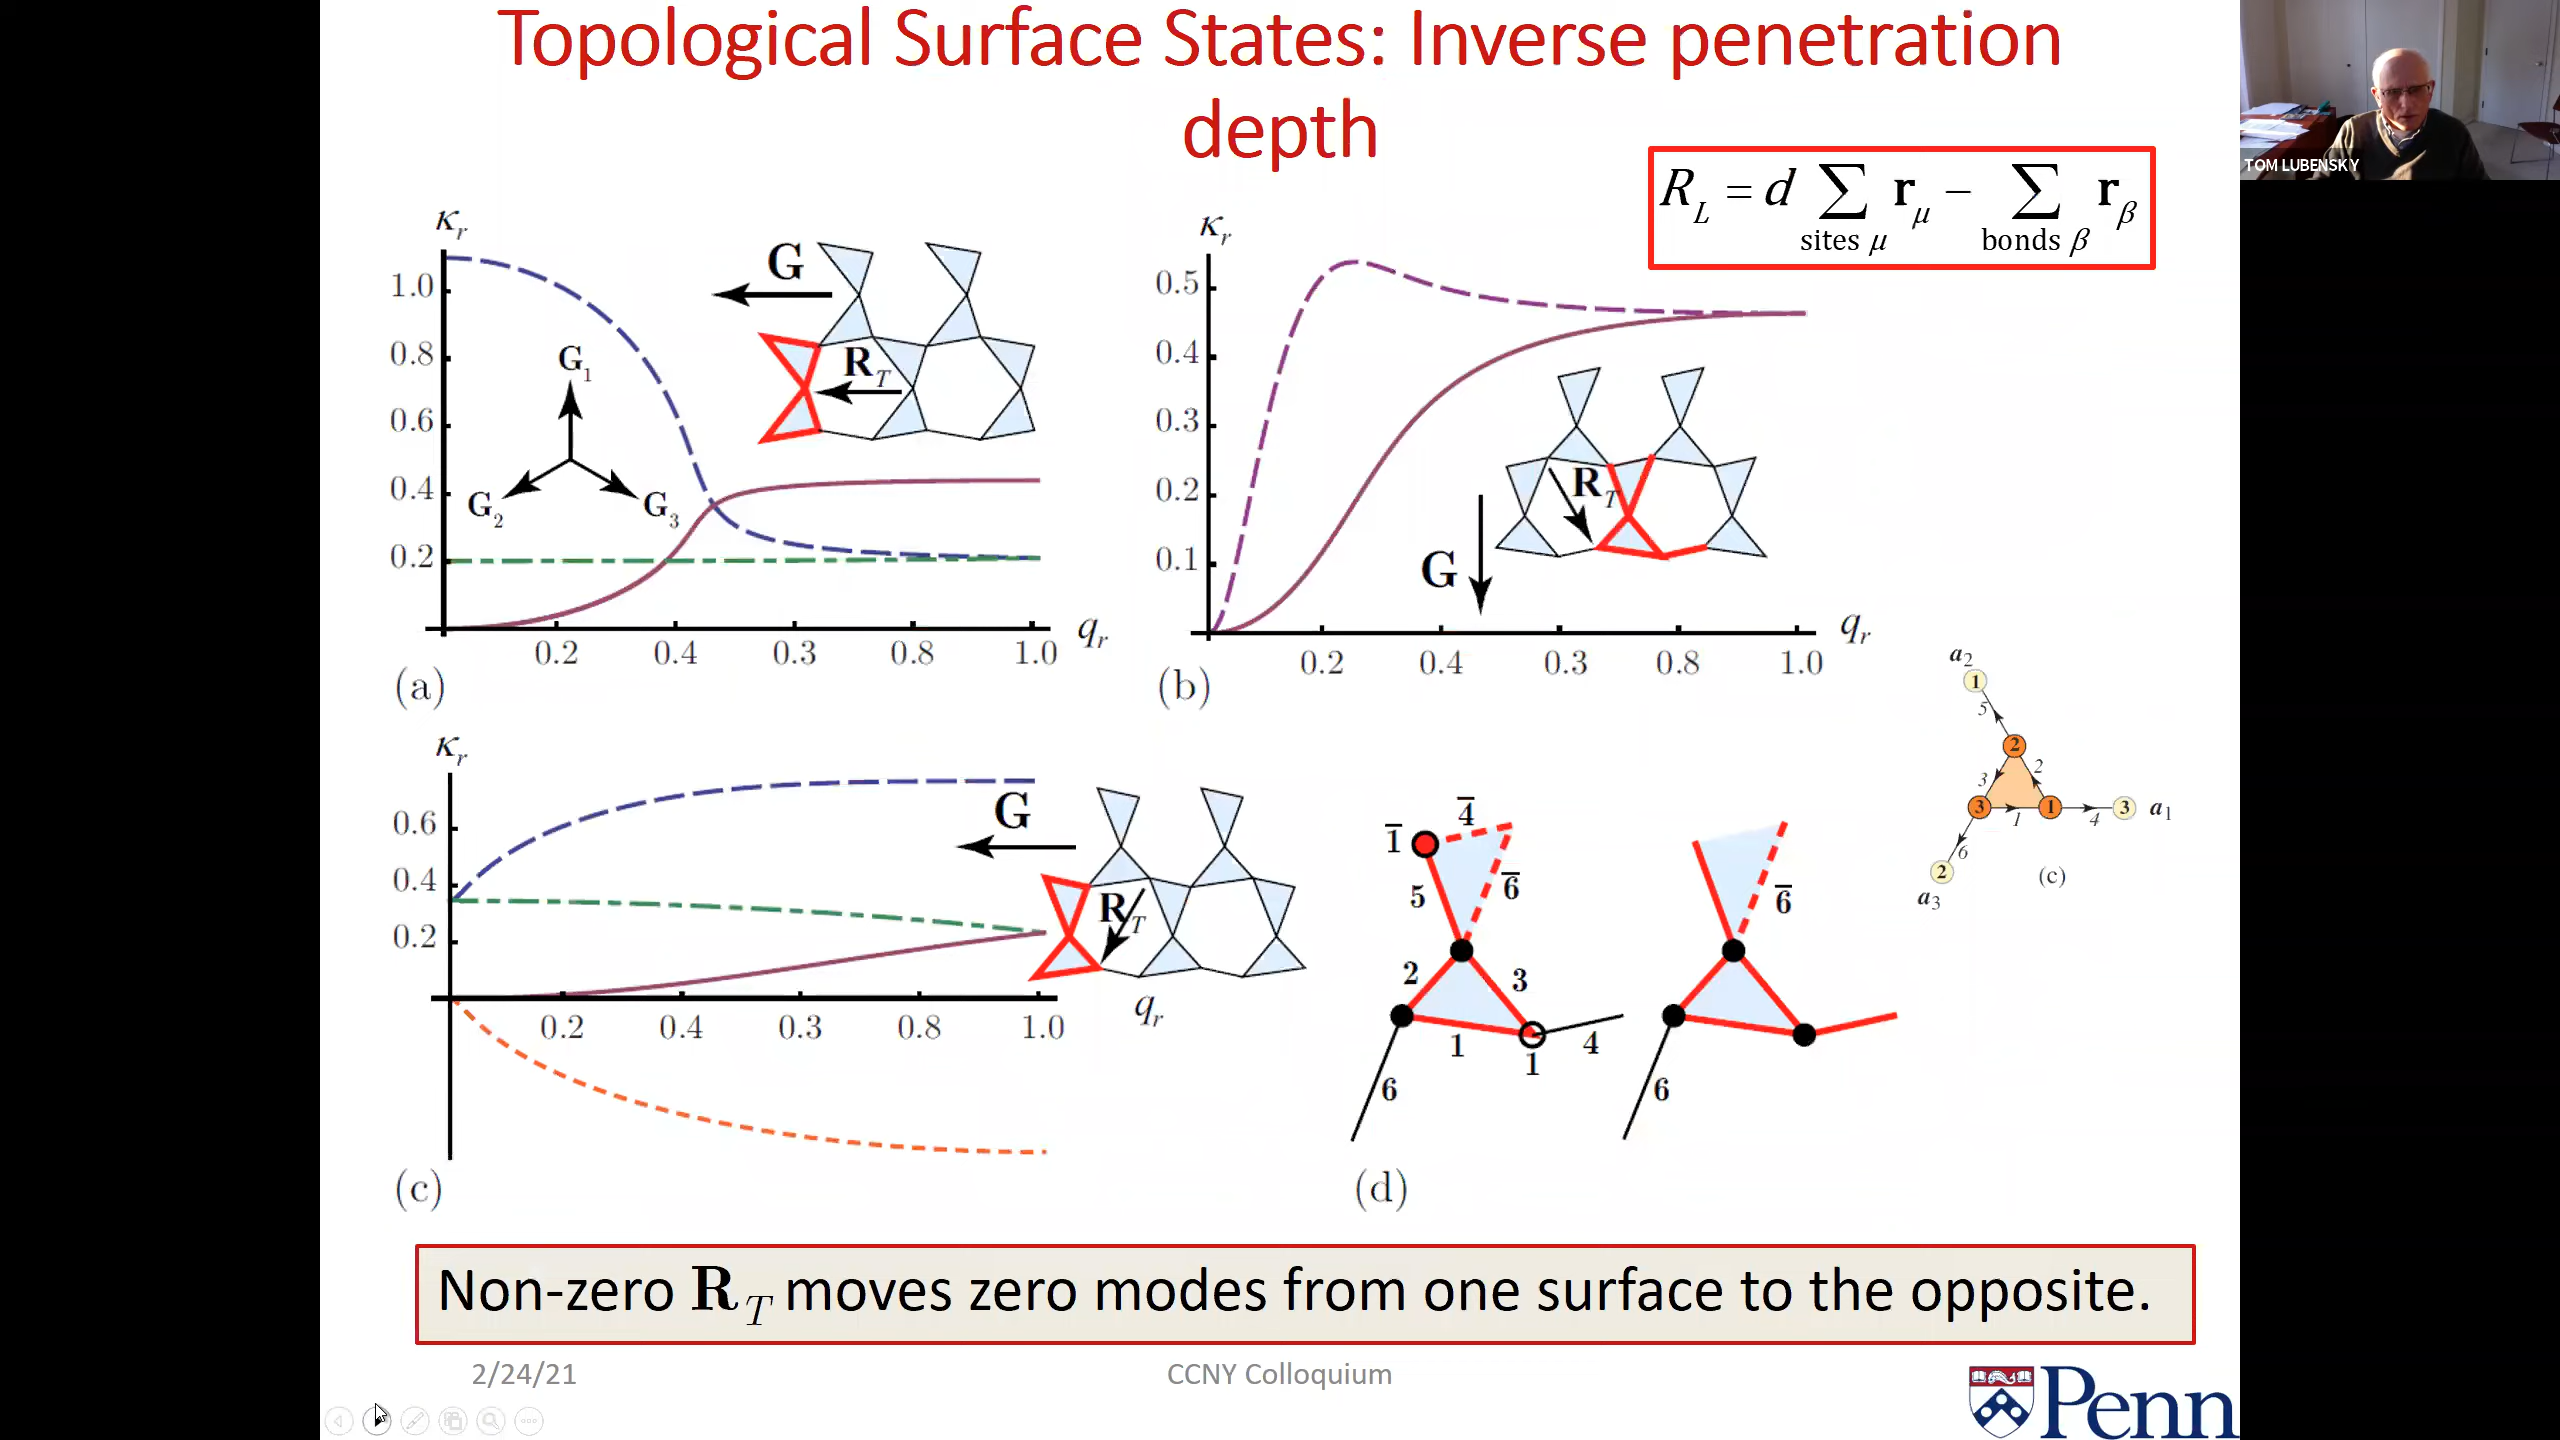 Topological Surface States: Inverse penetration
depth
TOM LUBENSKY
R_L = d ∑ r_μ − ∑ r_β
sites μ bonds β
κ_r
1.0
0.8
0.6
0.4
0.2
G
R_T
G_1
G_2
G_3
0.2 0.4 0.3 0.8 1.0 q_r
(a)
κ_r
0.5
0.4
0.3
0.2
0.1
R_T
G
0.2 0.4 0.3 0.8 1.0 q_r
(b)
κ_r
0.6
0.4
0.2
G
R_T
0.2 0.4 0.3 0.8 1.0 q_r
(c)
4̅
1̅
5 6̅
2 3
1 1 4
6
6̅
6
(d)
a_2
1
5
2
3 2
3 1 1 4 3 a_1
6
2
a_3
(c)
Non-zero R_T moves zero modes from one surface to the opposite.
2/24/21
CCNY Colloquium
Penn